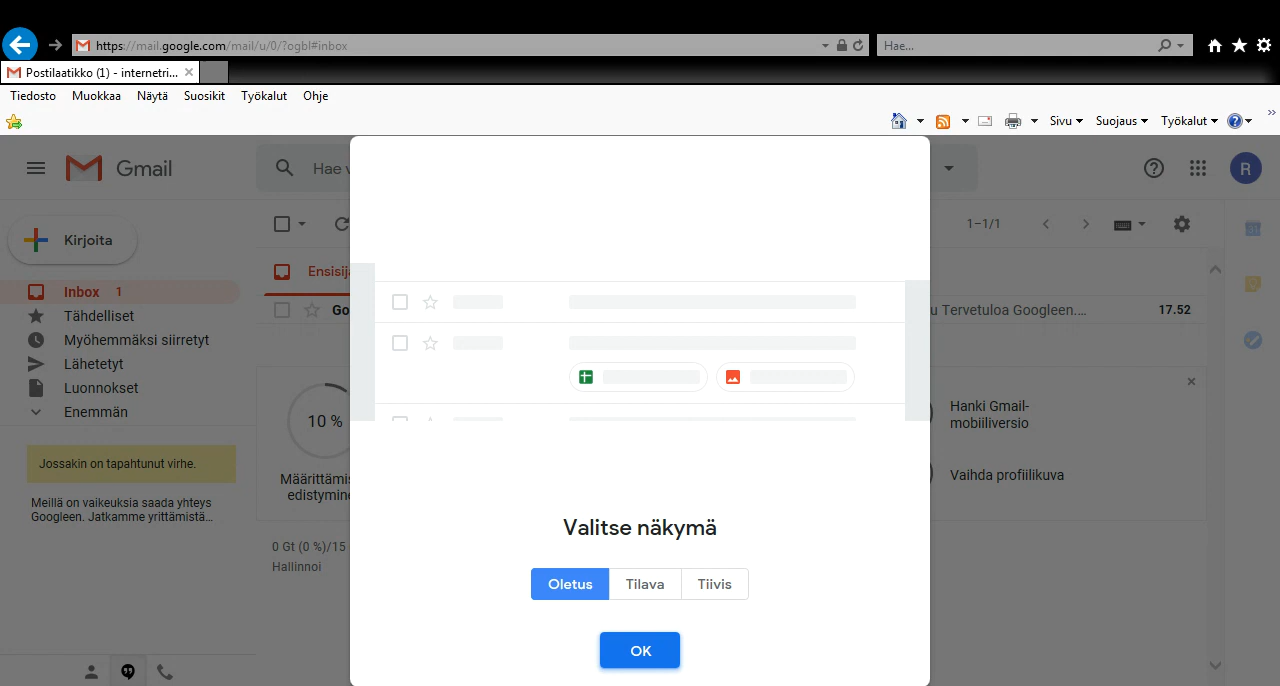 https://mail.google.com/mail/u/0/?ogbl#inbox
Hae...
Postilaatikko (1) - internetri...
Tiedosto Muokkaa Näytä Suosikit Työkalut Ohje
Sivu Suojaus Työkalut
Gmail
Hae v
R
Kirjoita
1–1/1
Ensisija
Inbox 1
Go
u Tervetuloa Googleen....
17.52
Tähdelliset
Myöhemmäksi siirretyt
Lähetetyt
Luonnokset
Enemmän
10 %
Määrittämis
edistymine
Hanki Gmail-
mobiiliversio
Vaihda profiilikuva
Jossakin on tapahtunut virhe.
Meillä on vaikeuksia saada yhteys
Googleen. Jatkamme yrittämistä...
0 Gt (0 %)/15
Hallinnoi
Valitse näkymä
Oletus Tilava Tiivis
OK